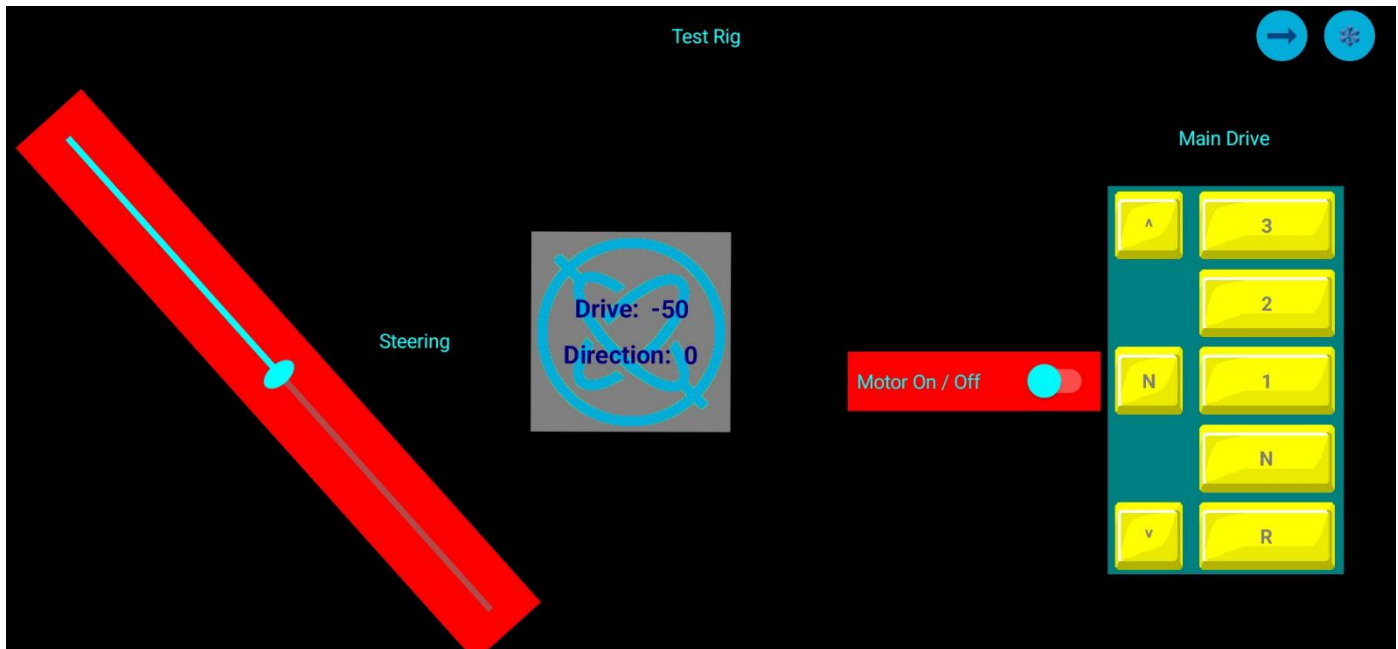 Test Rig
Main Drive
^ 3
2
Steering
Drive: -50
Direction: 0
Motor On / Off
N 1
N
v R